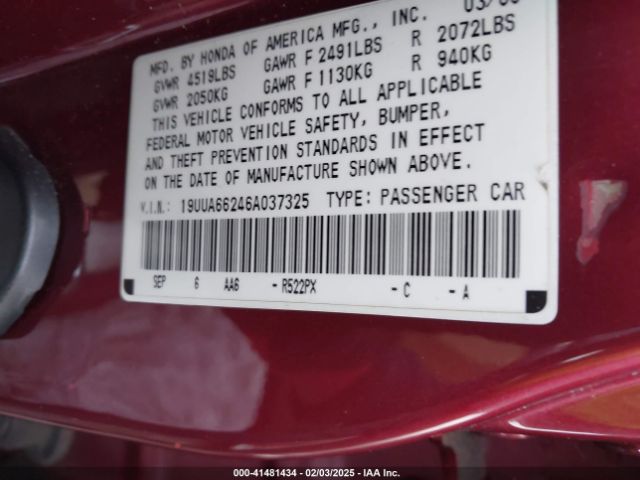 MFD. BY HONDA OF AMERICA MFG., INC.
GVWR 4519LBS GAWR F 2491LBS R 2072LBS
GVWR 2050KG GAWR F 1130KG R 940KG
THIS VEHICLE CONFORMS TO ALL APPLICABLE
FEDERAL MOTOR VEHICLE SAFETY, BUMPER,
AND THEFT PREVENTION STANDARDS IN EFFECT
ON THE DATE OF MANUFACTURE SHOWN ABOVE.
V.I.N.: 19UUA66246A037325 TYPE: PASSENGER CAR
SEP 6 AA6 - R522PX - C - A
000-41481434 - 02/03/2025 - IAA Inc.